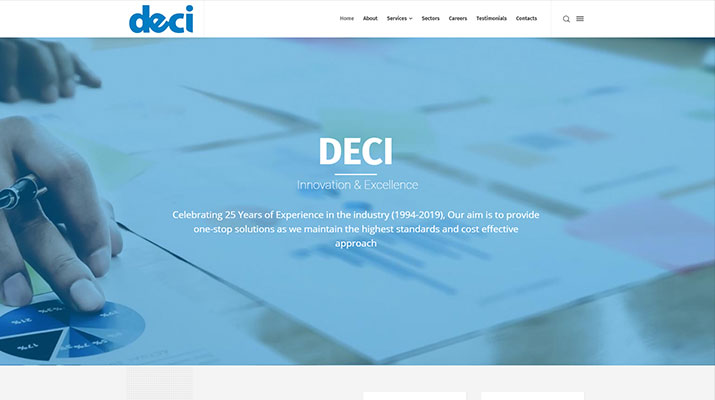 deci
Home About Services Sectors Careers Testimonials Contacts
DECI
Innovation & Excellence
Celebrating 25 Years of Experience in the industry (1994-2019), Our aim is to provide
one-stop solutions as we maintain the highest standards and cost effective
approach
21%
17%